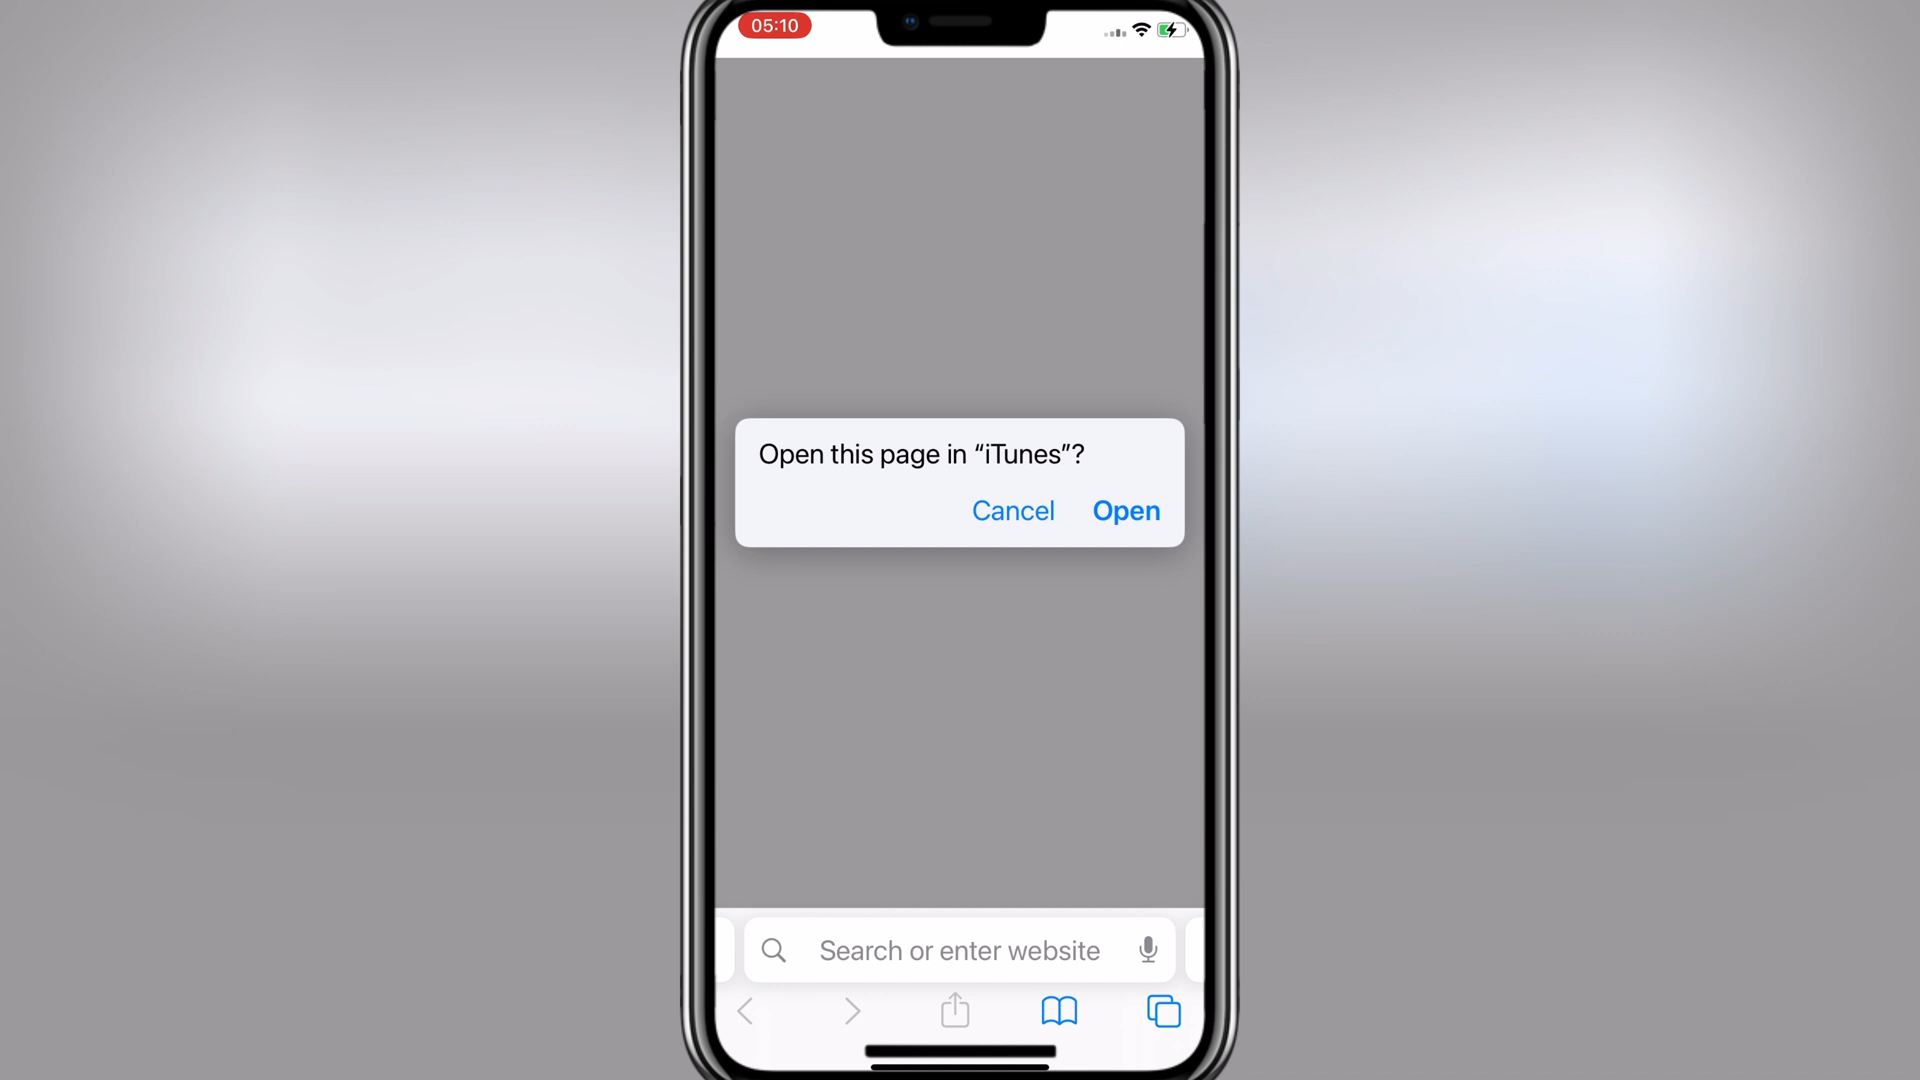 05:10
Open this page in “iTunes”?
Cancel Open
Search or enter website